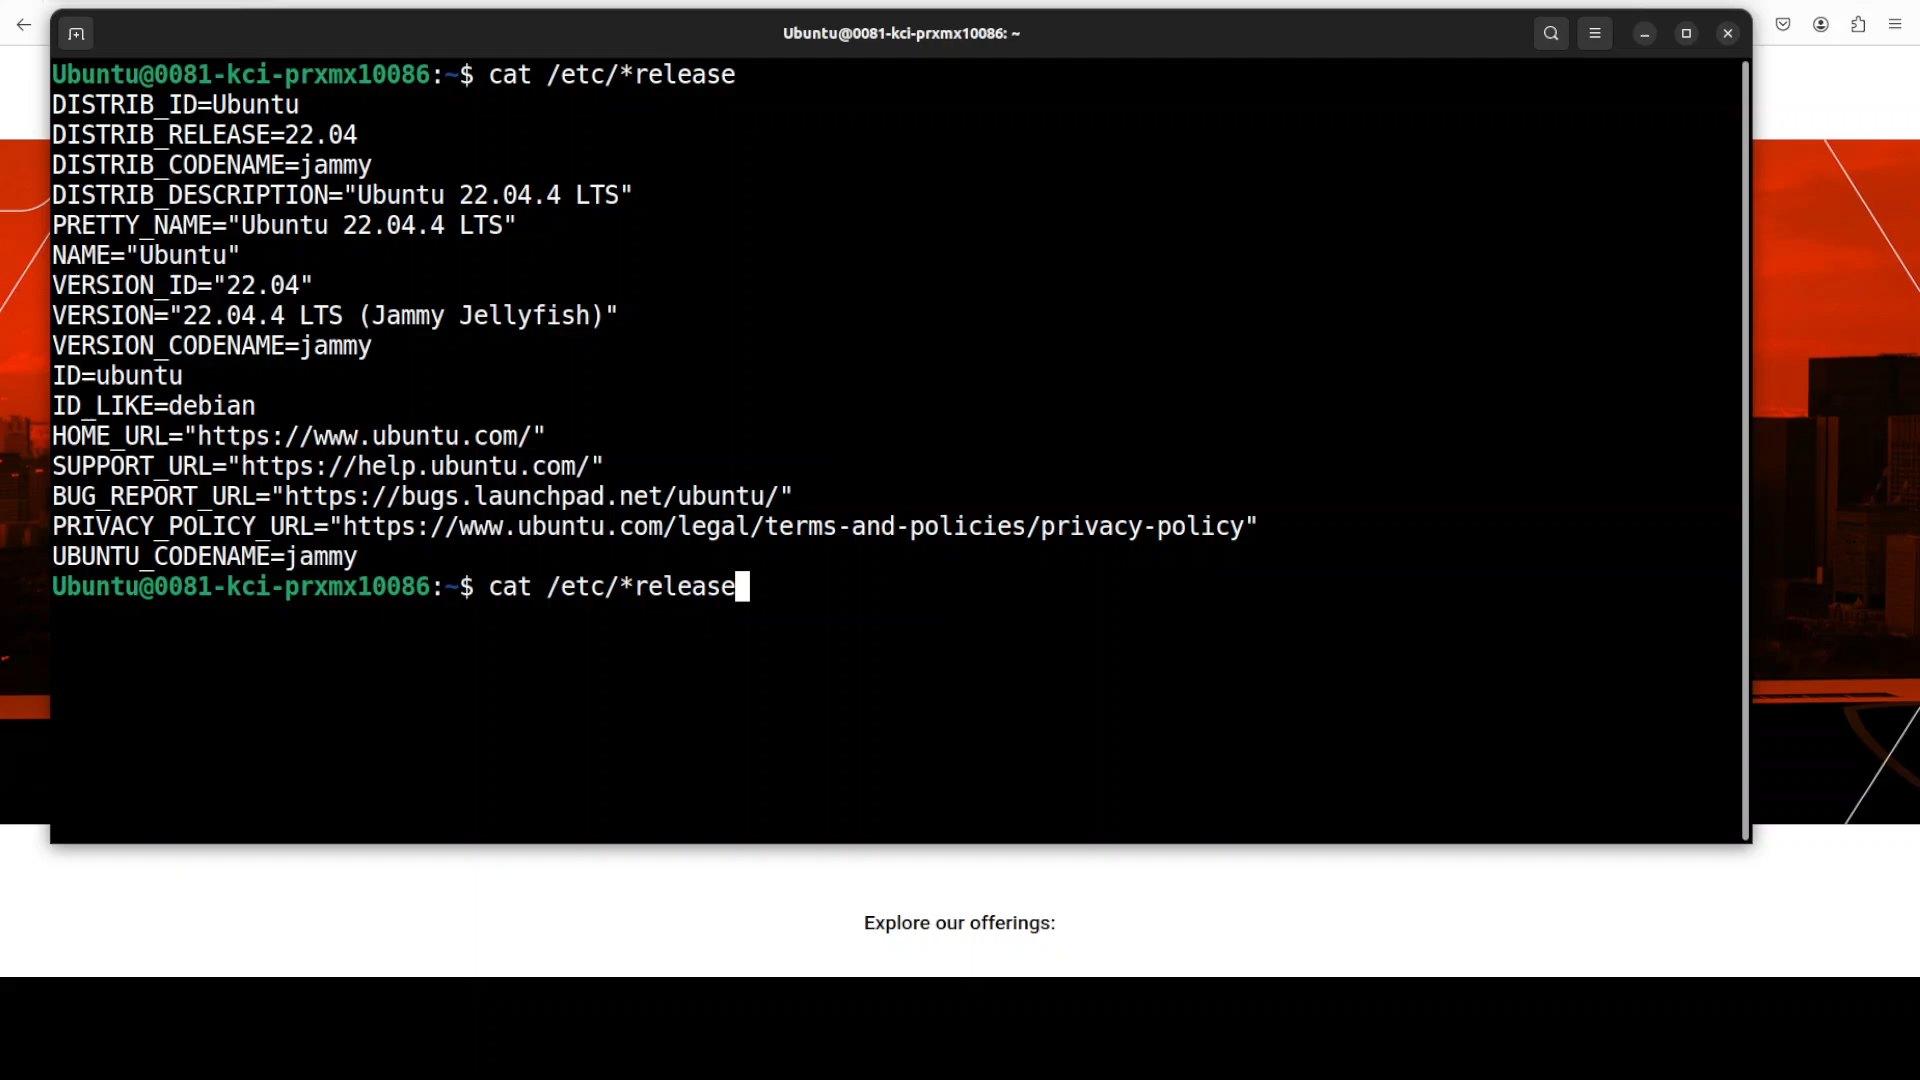 Ubuntu@0081-kci-prxmx10086: ~
Ubuntu@0081-kci-prxmx10086:~$ cat /etc/*release
DISTRIB_ID=Ubuntu
DISTRIB_RELEASE=22.04
DISTRIB_CODENAME=jammy
DISTRIB_DESCRIPTION="Ubuntu 22.04.4 LTS"
PRETTY_NAME="Ubuntu 22.04.4 LTS"
NAME="Ubuntu"
VERSION_ID="22.04"
VERSION="22.04.4 LTS (Jammy Jellyfish)"
VERSION_CODENAME=jammy
ID=ubuntu
ID_LIKE=debian
HOME_URL="https://www.ubuntu.com/"
SUPPORT_URL="https://help.ubuntu.com/"
BUG_REPORT_URL="https://bugs.launchpad.net/ubuntu/"
PRIVACY_POLICY_URL="https://www.ubuntu.com/legal/terms-and-policies/privacy-policy"
UBUNTU_CODENAME=jammy
Ubuntu@0081-kci-prxmx10086:~$ cat /etc/*release
Explore our offerings: